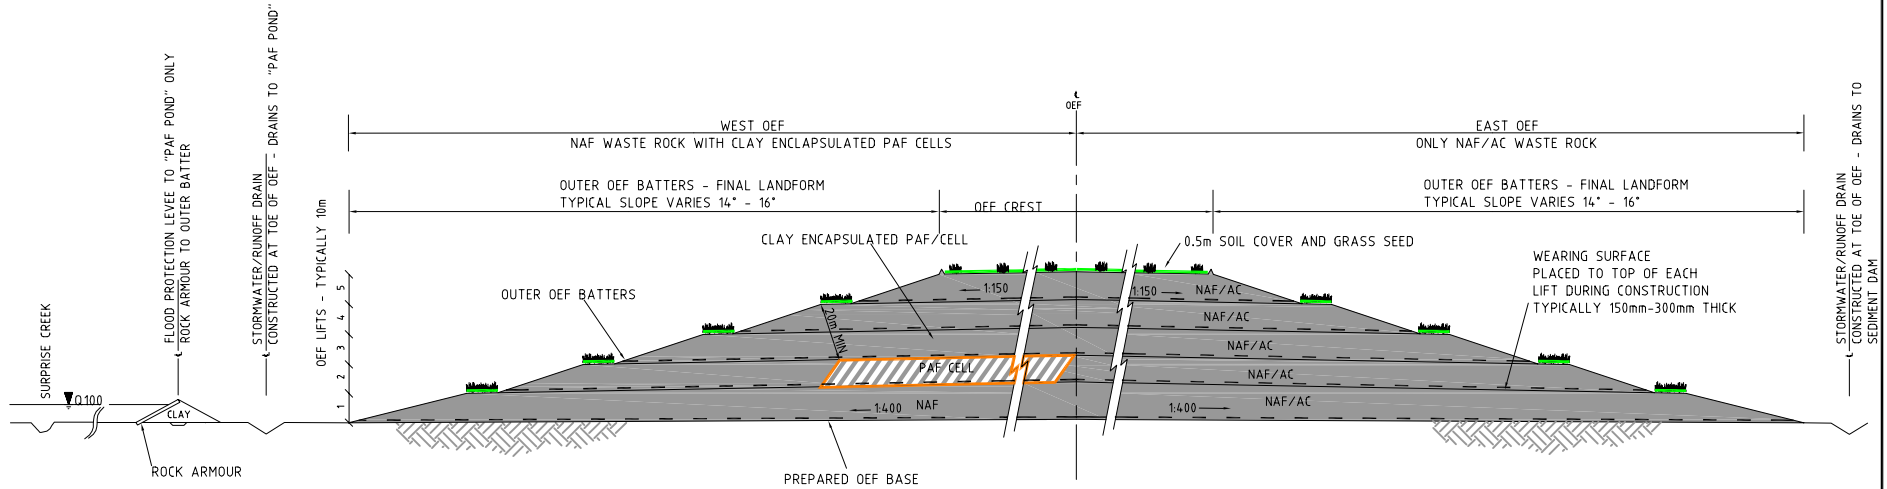 SURPRISE CREEK
Q100
FLOOD PROTECTION LEVEE TO "PAF POND" ONLY
ROCK ARMOUR TO OUTER BATTER
CLAY
ROCK ARMOUR
STORMWATER/RUNOFF DRAIN
CONSTRUCTED AT TOE OF OEF - DRAINS TO "PAF POND"
OEF LIFTS - TYPICALLY 10m
5
4
3
2
1
℄
OEF
WEST OEF
NAF WASTE ROCK WITH CLAY ENCLAPSULATED PAF CELLS
EAST OEF
ONLY NAF/AC WASTE ROCK
OUTER OEF BATTERS - FINAL LANDFORM
TYPICAL SLOPE VARIES 14° - 16°
OEF CREST
OUTER OEF BATTERS - FINAL LANDFORM
TYPICAL SLOPE VARIES 14° - 16°
CLAY ENCAPSULATED PAF/CELL
0.5m SOIL COVER AND GRASS SEED
OUTER OEF BATTERS
WEARING SURFACE
PLACED TO TOP OF EACH
LIFT DURING CONSTRUCTION
TYPICALLY 150mm-300mm THICK
1:150
1:150
NAF/AC
NAF/AC
20m MIN
NAF/AC
PAF CELL
NAF/AC
NAF
NAF/AC
1:400
1:400
PREPARED OEF BASE
STORMWATER/RUNOFF DRAIN
CONSTRUCTED AT TOE OF OEF - DRAINS TO
SEDIMENT DAM